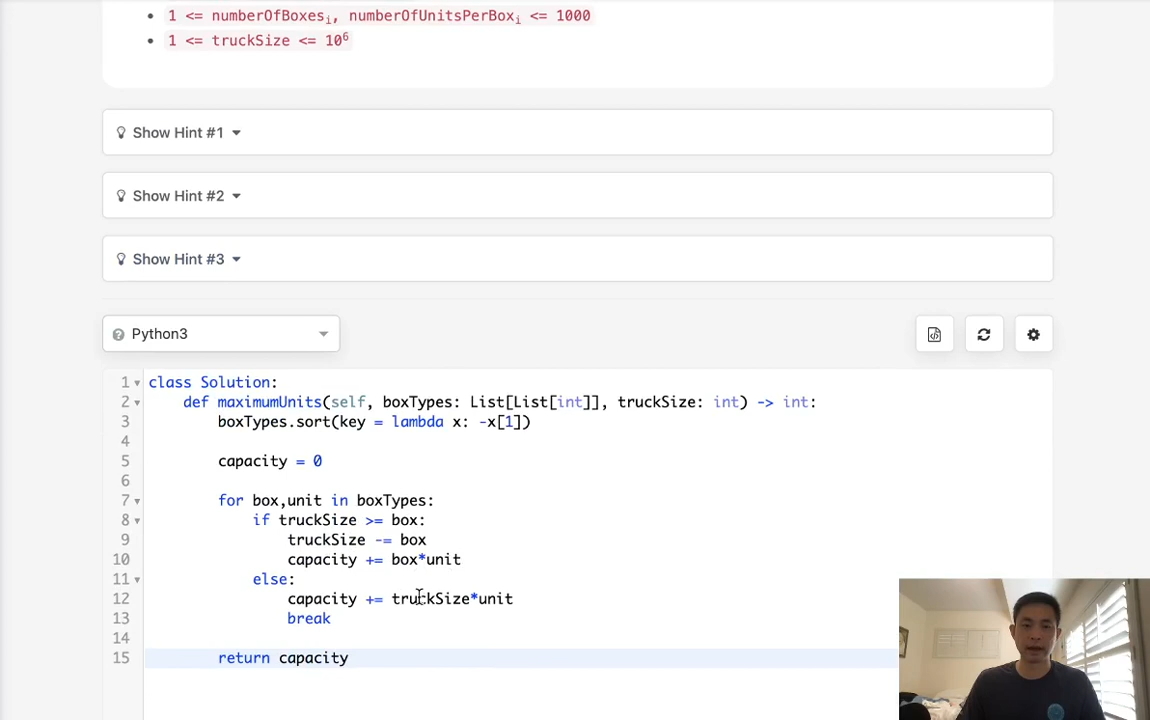 1 <= numberOfBoxesᵢ, numberOfUnitsPerBoxᵢ <= 1000
1 <= truckSize <= 10⁶
Show Hint #1
Show Hint #2
Show Hint #3
Python3
1 class Solution:
2 def maximumUnits(self, boxTypes: List[List[int]], truckSize: int) -> int:
3 boxTypes.sort(key = lambda x: -x[1])
4
5 capacity = 0
6
7 for box,unit in boxTypes:
8 if truckSize >= box:
9 truckSize -= box
10 capacity += box*unit
11 else:
12 capacity += truckSize*unit
13 break
14
15 return capacity